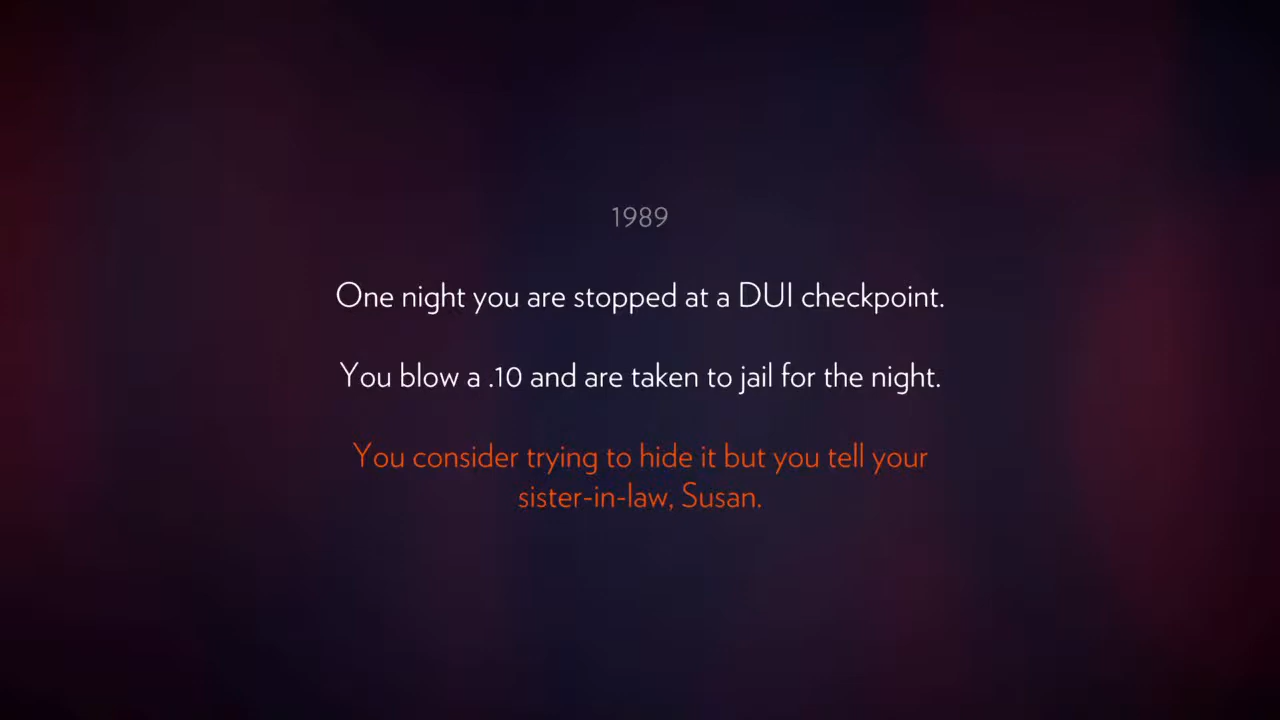 1989
One night you are stopped at a DUI checkpoint.
You blow a .10 and are taken to jail for the night.
You consider trying to hide it but you tell your
sister-in-law, Susan.